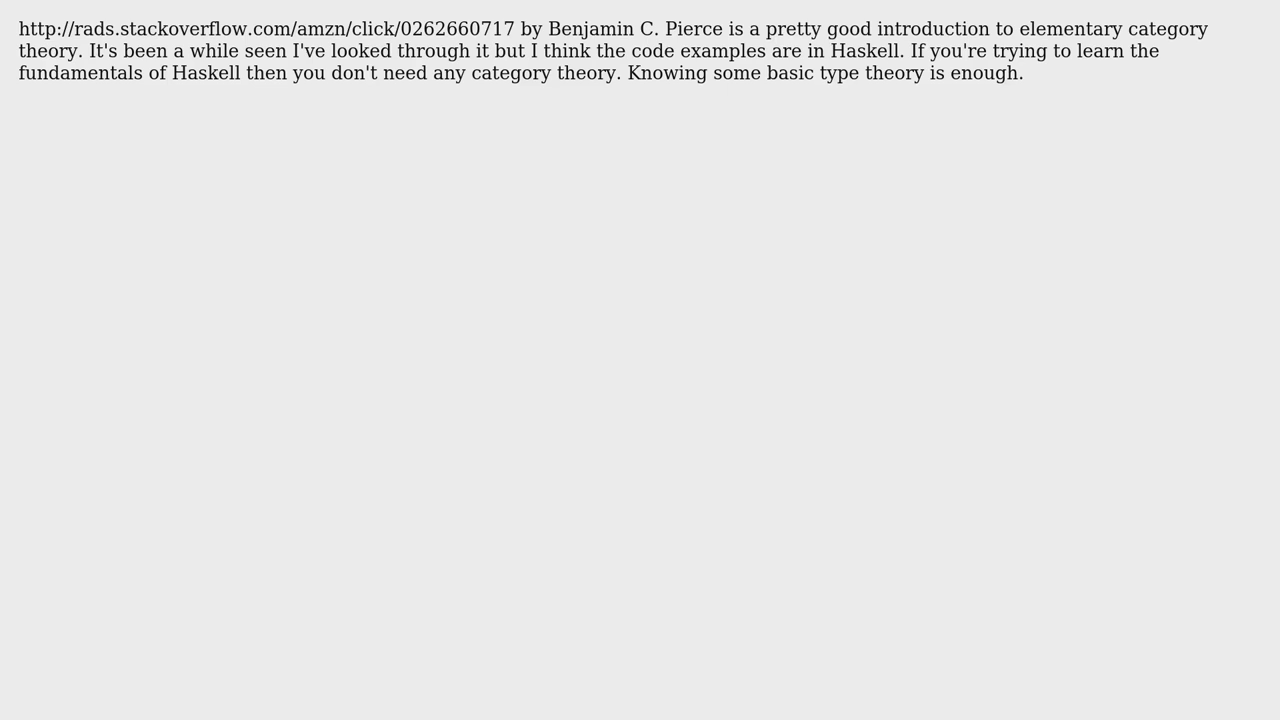 http://rads.stackoverflow.com/amzn/click/0262660717 by Benjamin C. Pierce is a pretty good introduction to elementary category
theory. It's been a while seen I've looked through it but I think the code examples are in Haskell. If you're trying to learn the
fundamentals of Haskell then you don't need any category theory. Knowing some basic type theory is enough.